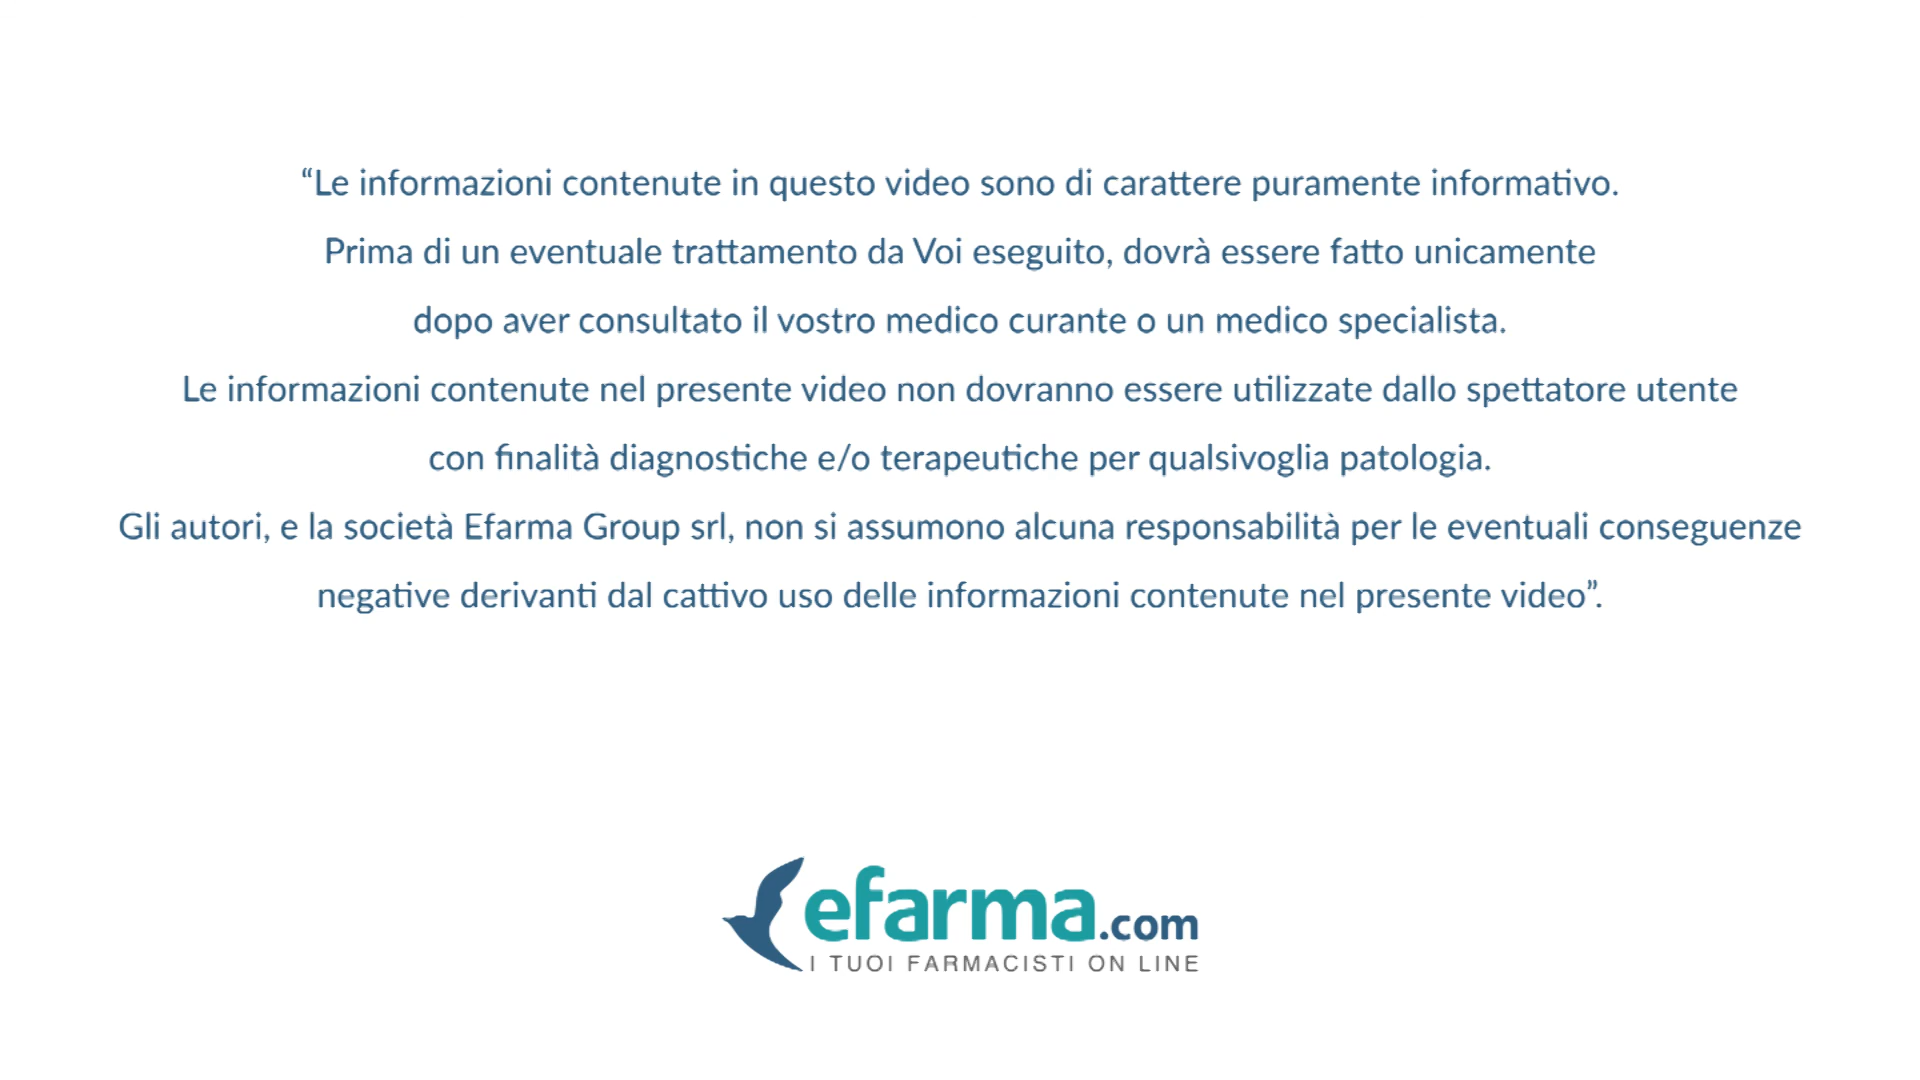 “Le informazioni contenute in questo video sono di carattere puramente informativo.
Prima di un eventuale trattamento da Voi eseguito, dovrà essere fatto unicamente
dopo aver consultato il vostro medico curante o un medico specialista.
Le informazioni contenute nel presente video non dovranno essere utilizzate dallo spettatore utente
con finalità diagnostiche e/o terapeutiche per qualsivoglia patologia.
Gli autori, e la società Efarma Group srl, non si assumono alcuna responsabilità per le eventuali conseguenze
negative derivanti dal cattivo uso delle informazioni contenute nel presente video”.
efarma.com
I TUOI FARMACISTI ON LINE